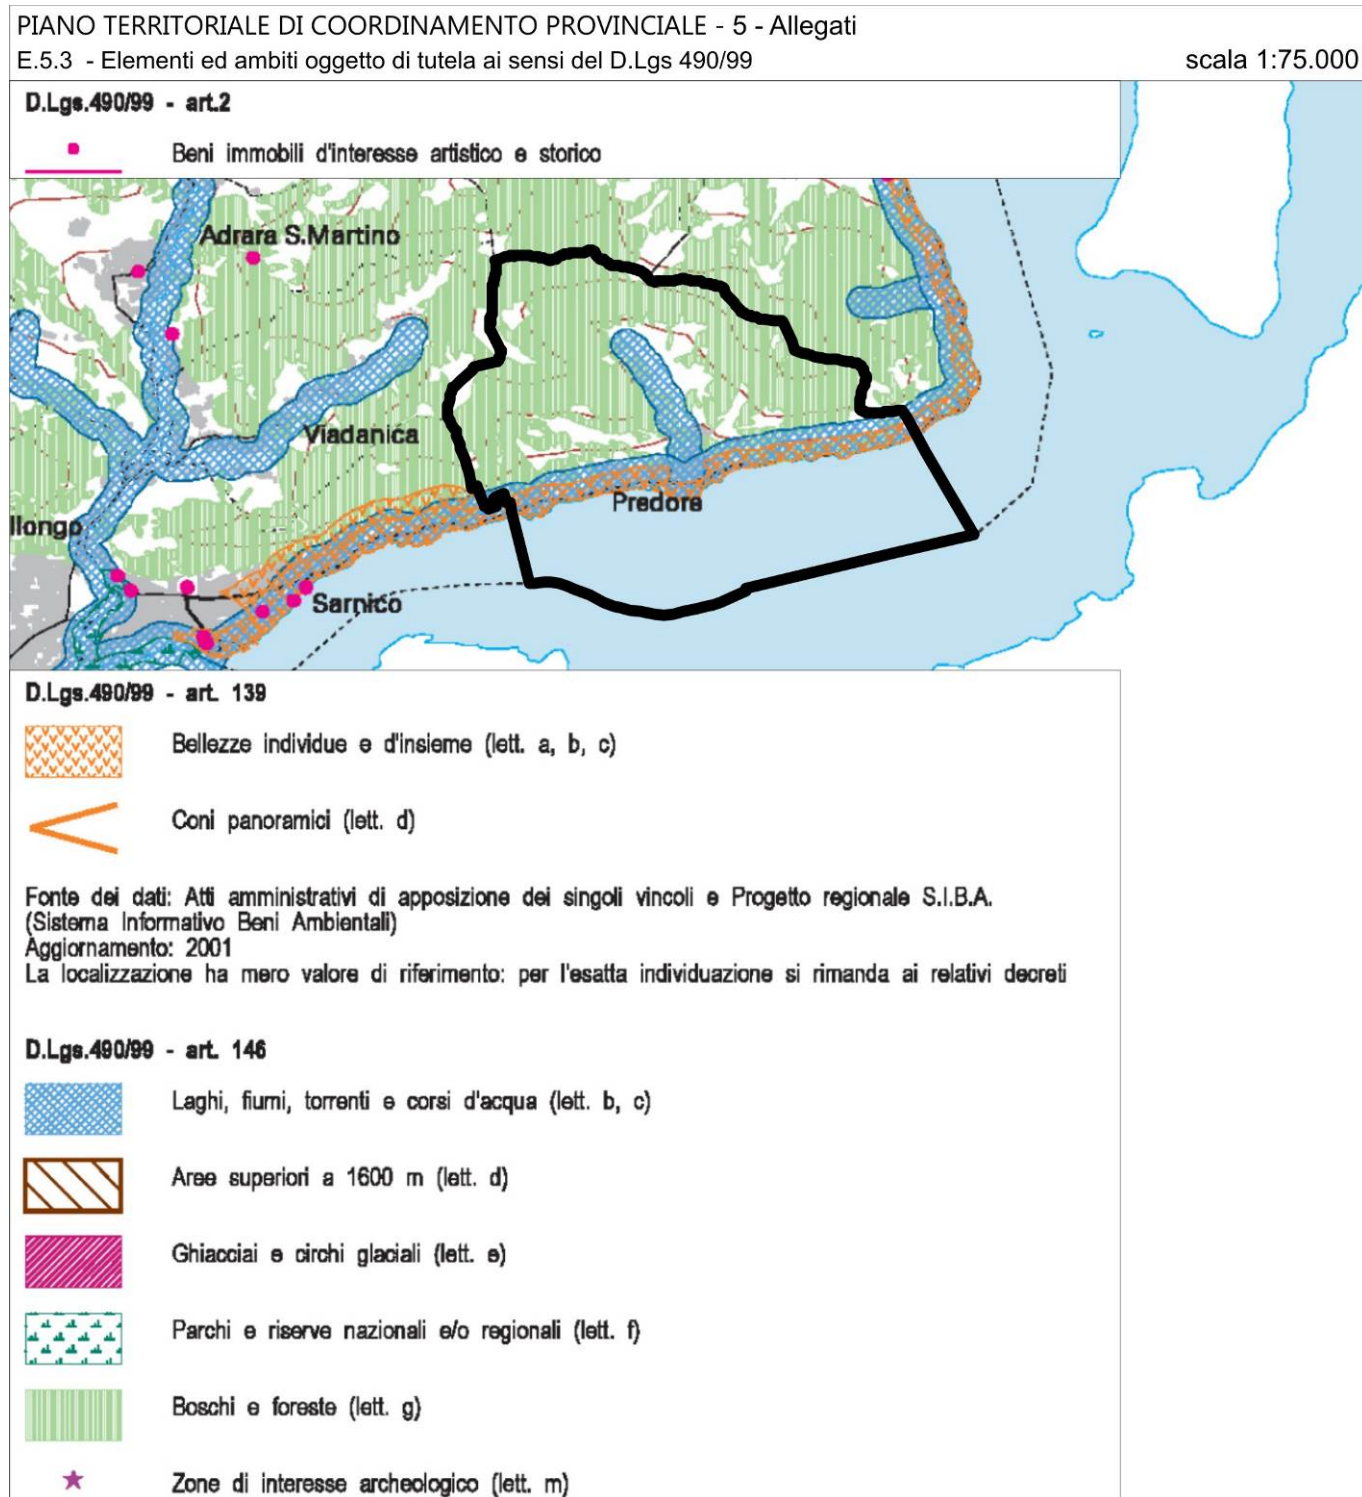 PIANO TERRITORIALE DI COORDINAMENTO PROVINCIALE - 5 - Allegati
E.5.3 - Elementi ed ambiti oggetto di tutela ai sensi del D.Lgs 490/99
scala 1:75.000
D.Lgs.490/99 - art.2
Beni immobili d'interesse artistico e storico
Adrara S.Martino
Viadanica
llongo
Predore
Sarnico
D.Lgs.490/99 - art. 139
Bellezze individue e d'insieme (lett. a, b, c)
Coni panoramici (lett. d)
Fonte dei dati: Atti amministrativi di apposizione dei singoli vincoli e Progetto regionale S.I.B.A.
(Sistema Informativo Beni Ambientali)
Aggiornamento: 2001
La localizzazione ha mero valore di riferimento: per l'esatta individuazione si rimanda ai relativi decreti
D.Lgs.490/99 - art. 146
Laghi, fiumi, torrenti e corsi d'acqua (lett. b, c)
Aree superiori a 1600 m (lett. d)
Ghiacciai e circhi glaciali (lett. e)
Parchi e riserve nazionali e/o regionali (lett. f)
Boschi e foreste (lett. g)
Zone di interesse archeologico (lett. m)